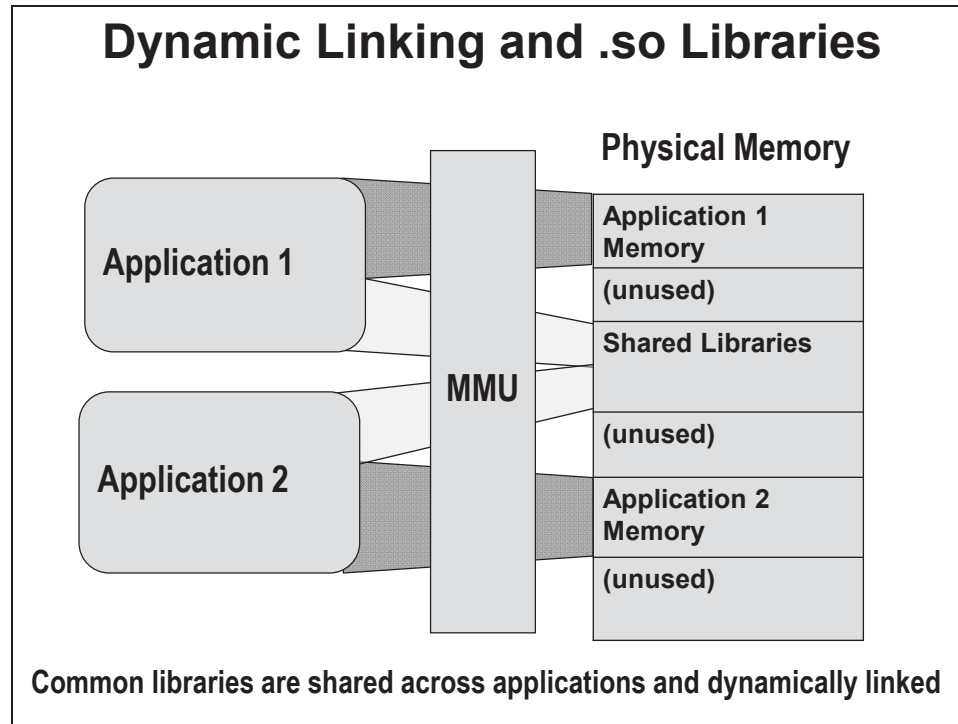 Dynamic Linking and .so Libraries
Physical Memory
Application 1
Application 2
MMU
Application 1
Memory
(unused)
Shared Libraries
(unused)
Application 2
Memory
(unused)
Common libraries are shared across applications and dynamically linked